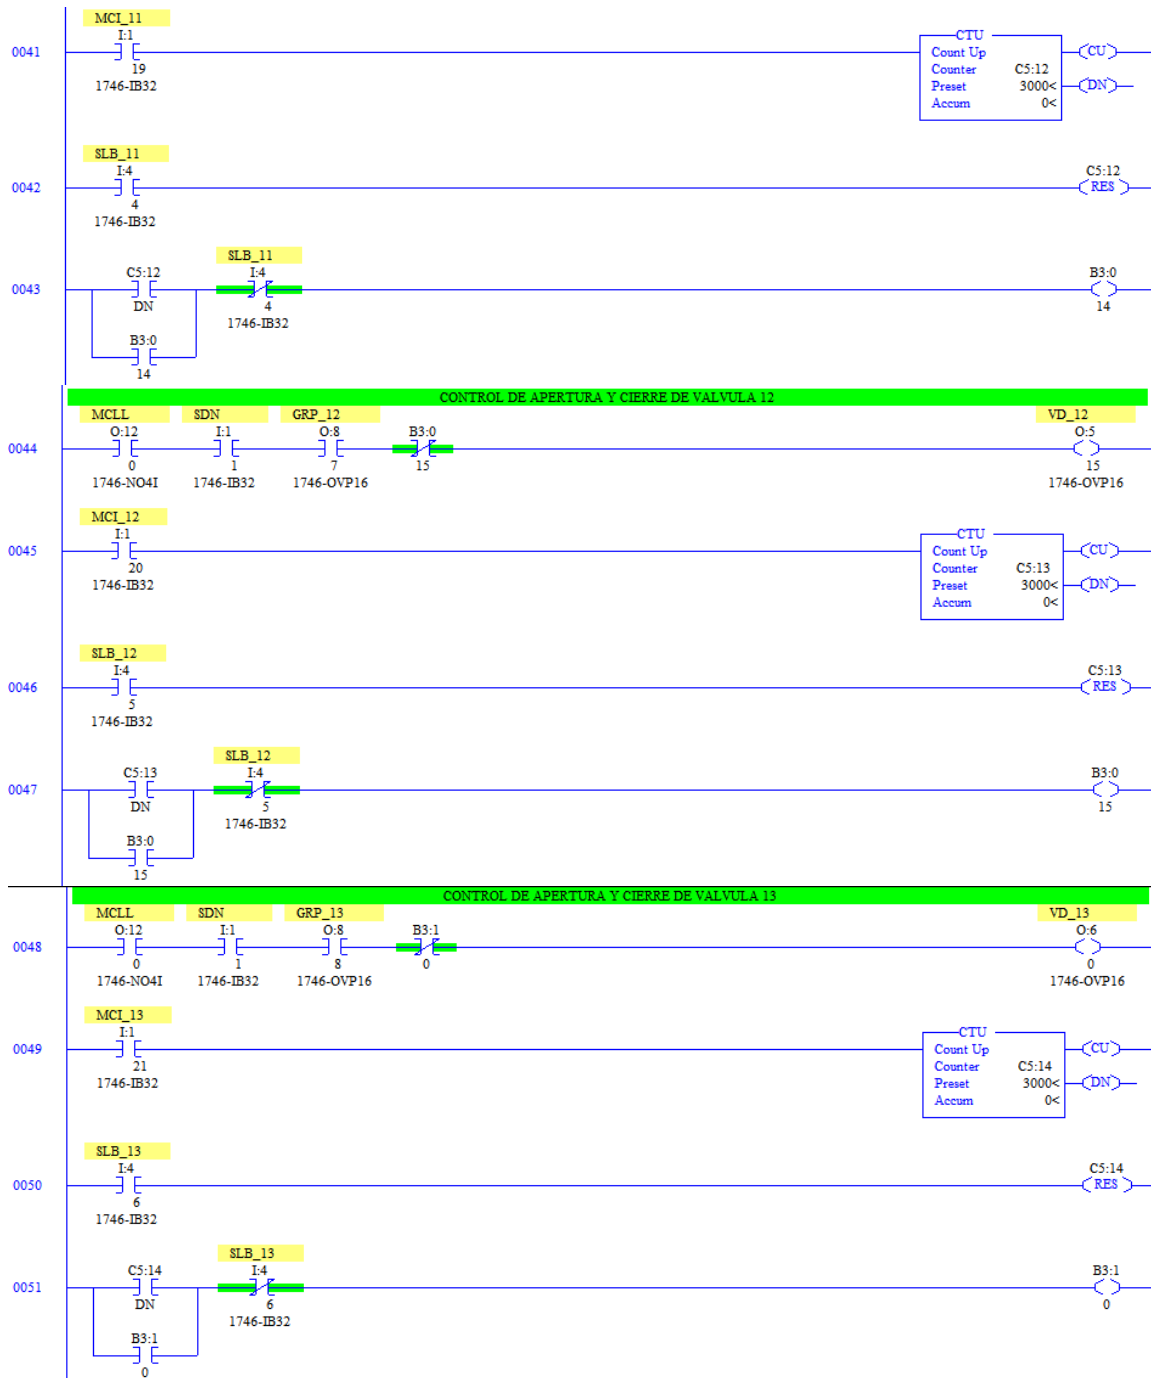 MCI_11
I:1
0041
19
1746-IB32
CTU
Count Up
Counter C5:12
Preset 3000<
Accum 0<
CU
DN
SLB_11
I:4
0042
4
1746-IB32
C5:12
RES
SLB_11
C5:12 I:4 B3:0
0043
DN 4 14
1746-IB32
B3:0
14
CONTROL DE APERTURA Y CIERRE DE VALVULA 12
MCLL SDN GRP_12 VD_12
O:12 I:1 O:8 B3:0 O:5
0044
0 1 7 15 15
1746-NO4I 1746-IB32 1746-OVP16 1746-OVP16
MCI_12
I:1
0045
20
1746-IB32
CTU
Count Up
Counter C5:13
Preset 3000<
Accum 0<
CU
DN
SLB_12
I:4
0046
5
1746-IB32
C5:13
RES
SLB_12
C5:13 I:4 B3:0
0047
DN 5 15
1746-IB32
B3:0
15
CONTROL DE APERTURA Y CIERRE DE VALVULA 13
MCLL SDN GRP_13 VD_13
O:12 I:1 O:8 B3:1 O:6
0048
0 1 8 0 0
1746-NO4I 1746-IB32 1746-OVP16 1746-OVP16
MCI_13
I:1
0049
21
1746-IB32
CTU
Count Up
Counter C5:14
Preset 3000<
Accum 0<
CU
DN
SLB_13
I:4
0050
6
1746-IB32
C5:14
RES
SLB_13
C5:14 I:4 B3:1
0051
DN 6 0
1746-IB32
B3:1
0